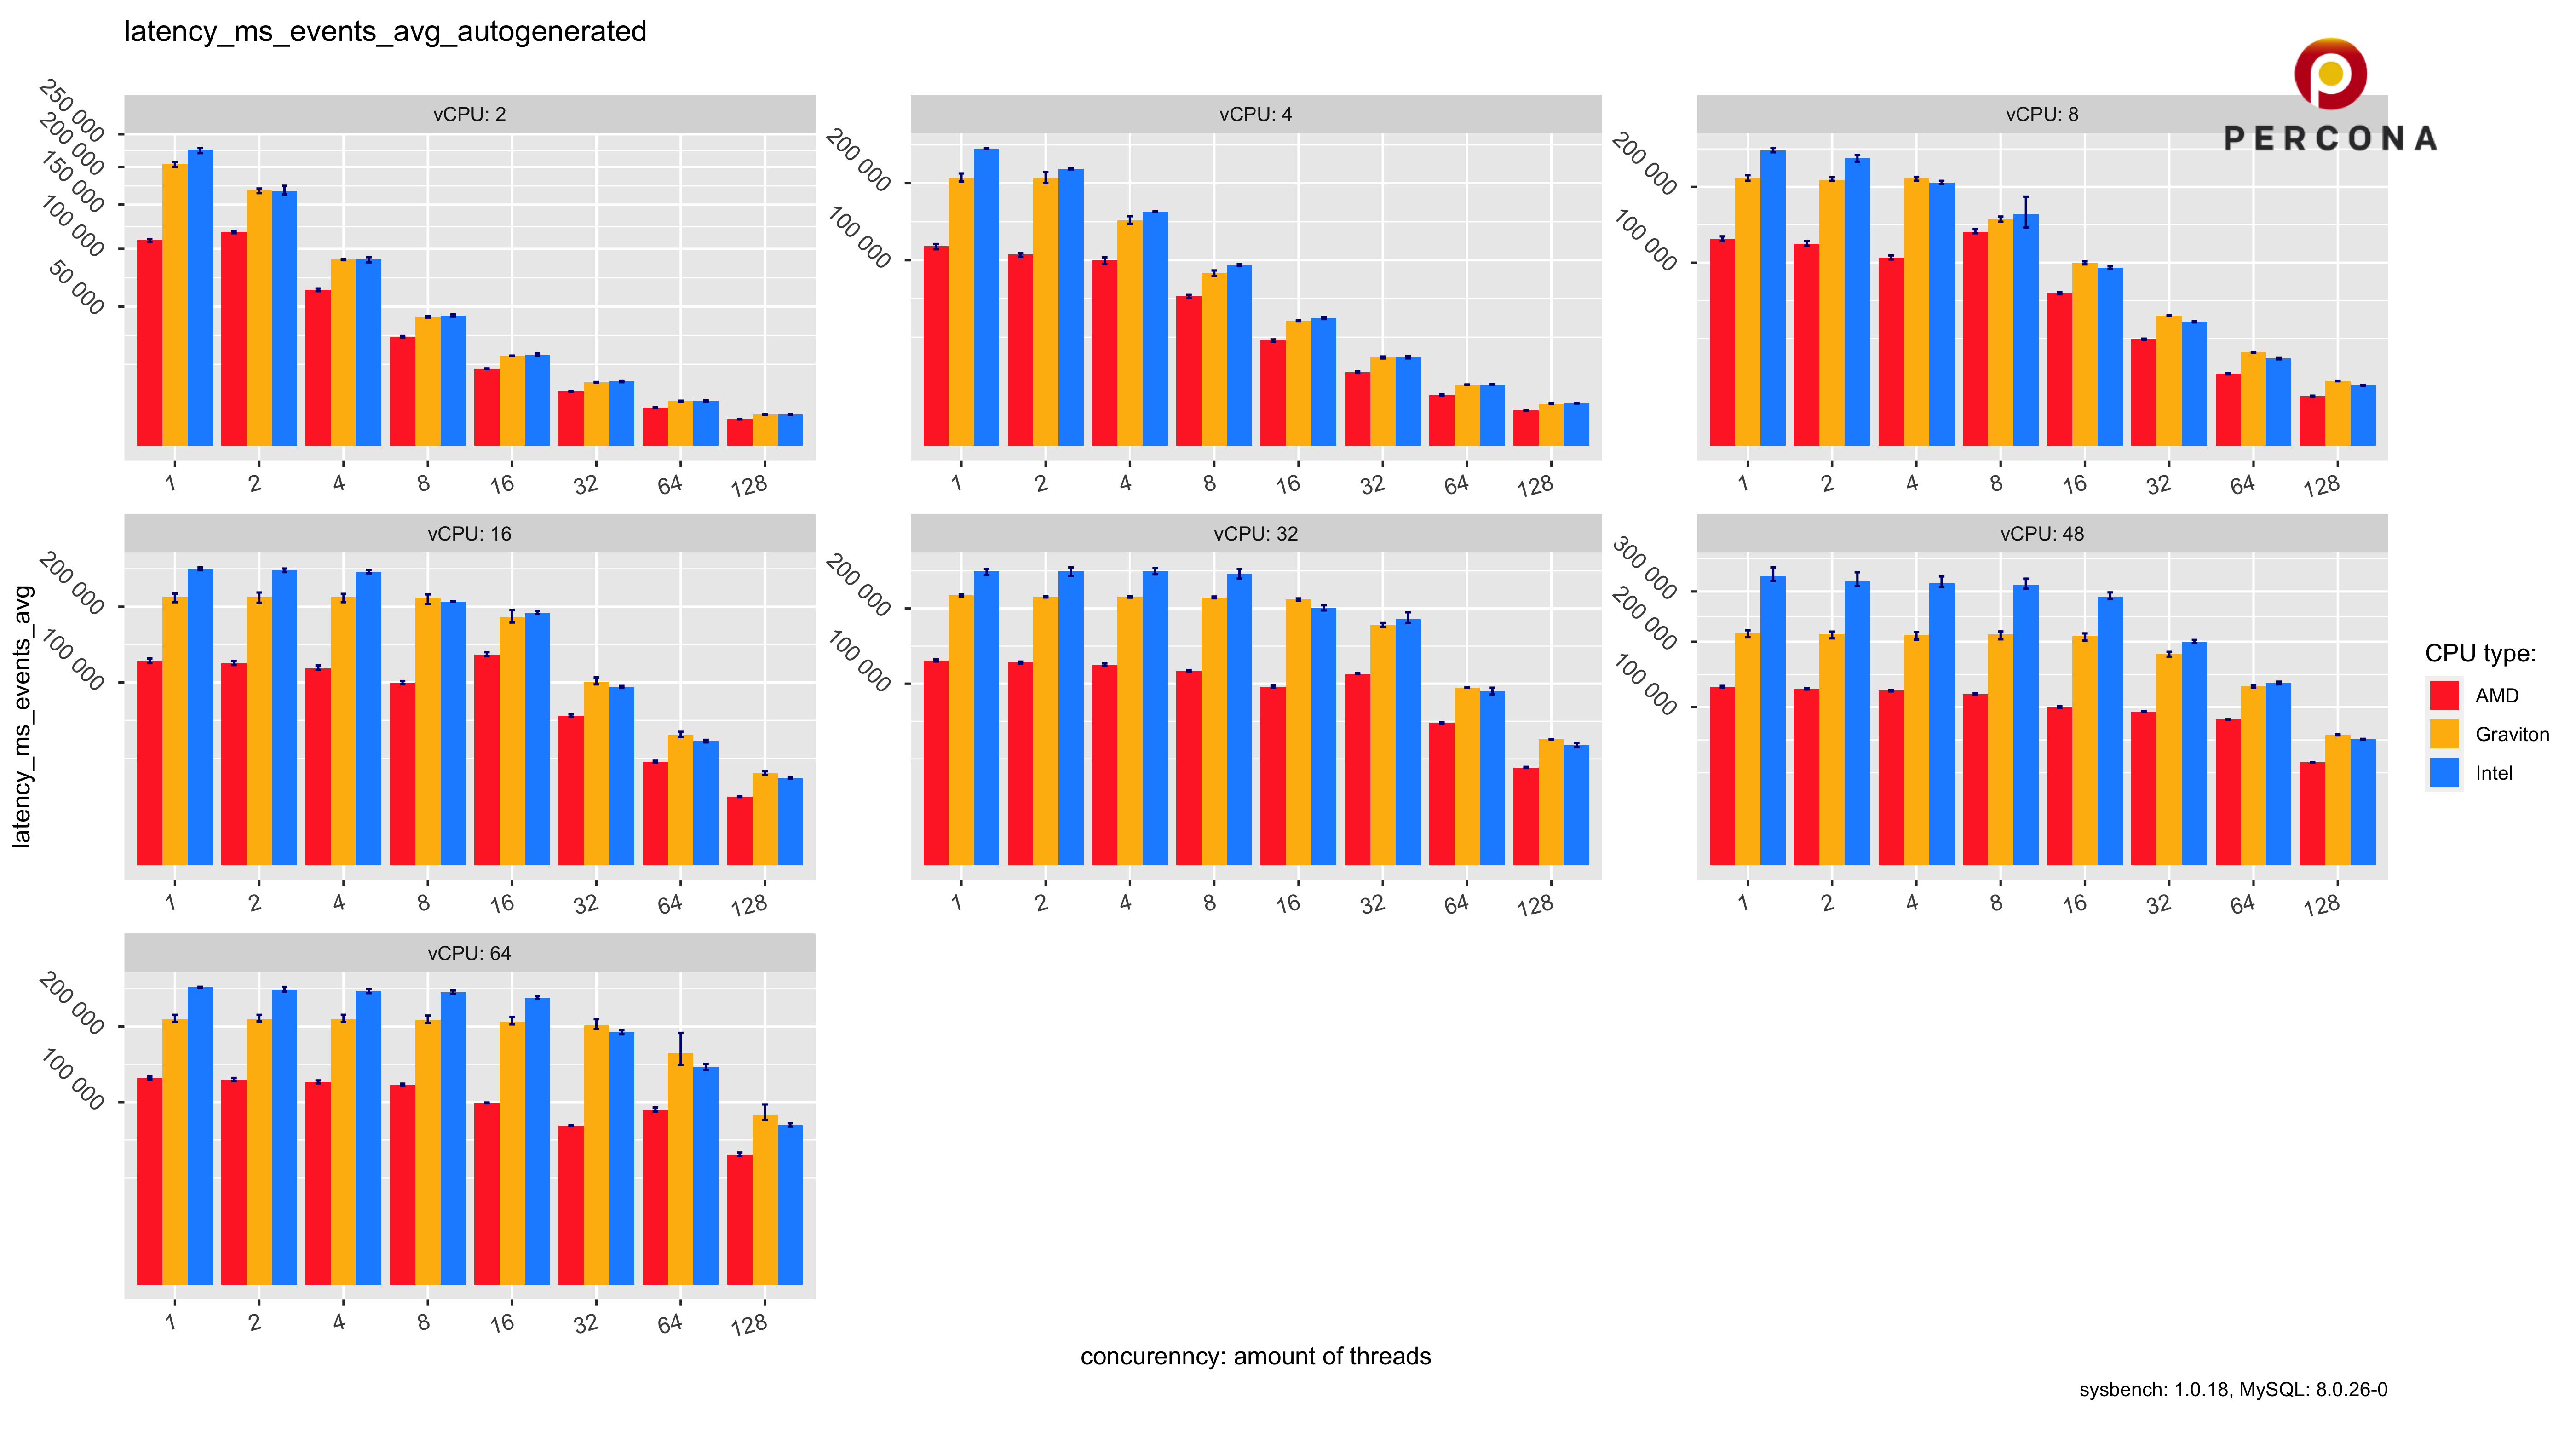 latency_ms_events_avg_autogenerated
PERCONA
vCPU: 2
250 000
200 000
150 000
100 000
50 000
1 2 4 8 16 32 64 128
vCPU: 4
200 000
100 000
1 2 4 8 16 32 64 128
vCPU: 8
200 000
100 000
1 2 4 8 16 32 64 128
latency_ms_events_avg
vCPU: 16
200 000
100 000
1 2 4 8 16 32 64 128
vCPU: 32
200 000
100 000
1 2 4 8 16 32 64 128
vCPU: 48
300 000
200 000
100 000
1 2 4 8 16 32 64 128
CPU type:
AMD
Graviton
Intel
vCPU: 64
200 000
100 000
1 2 4 8 16 32 64 128
concurenncy: amount of threads
sysbench: 1.0.18, MySQL: 8.0.26-0